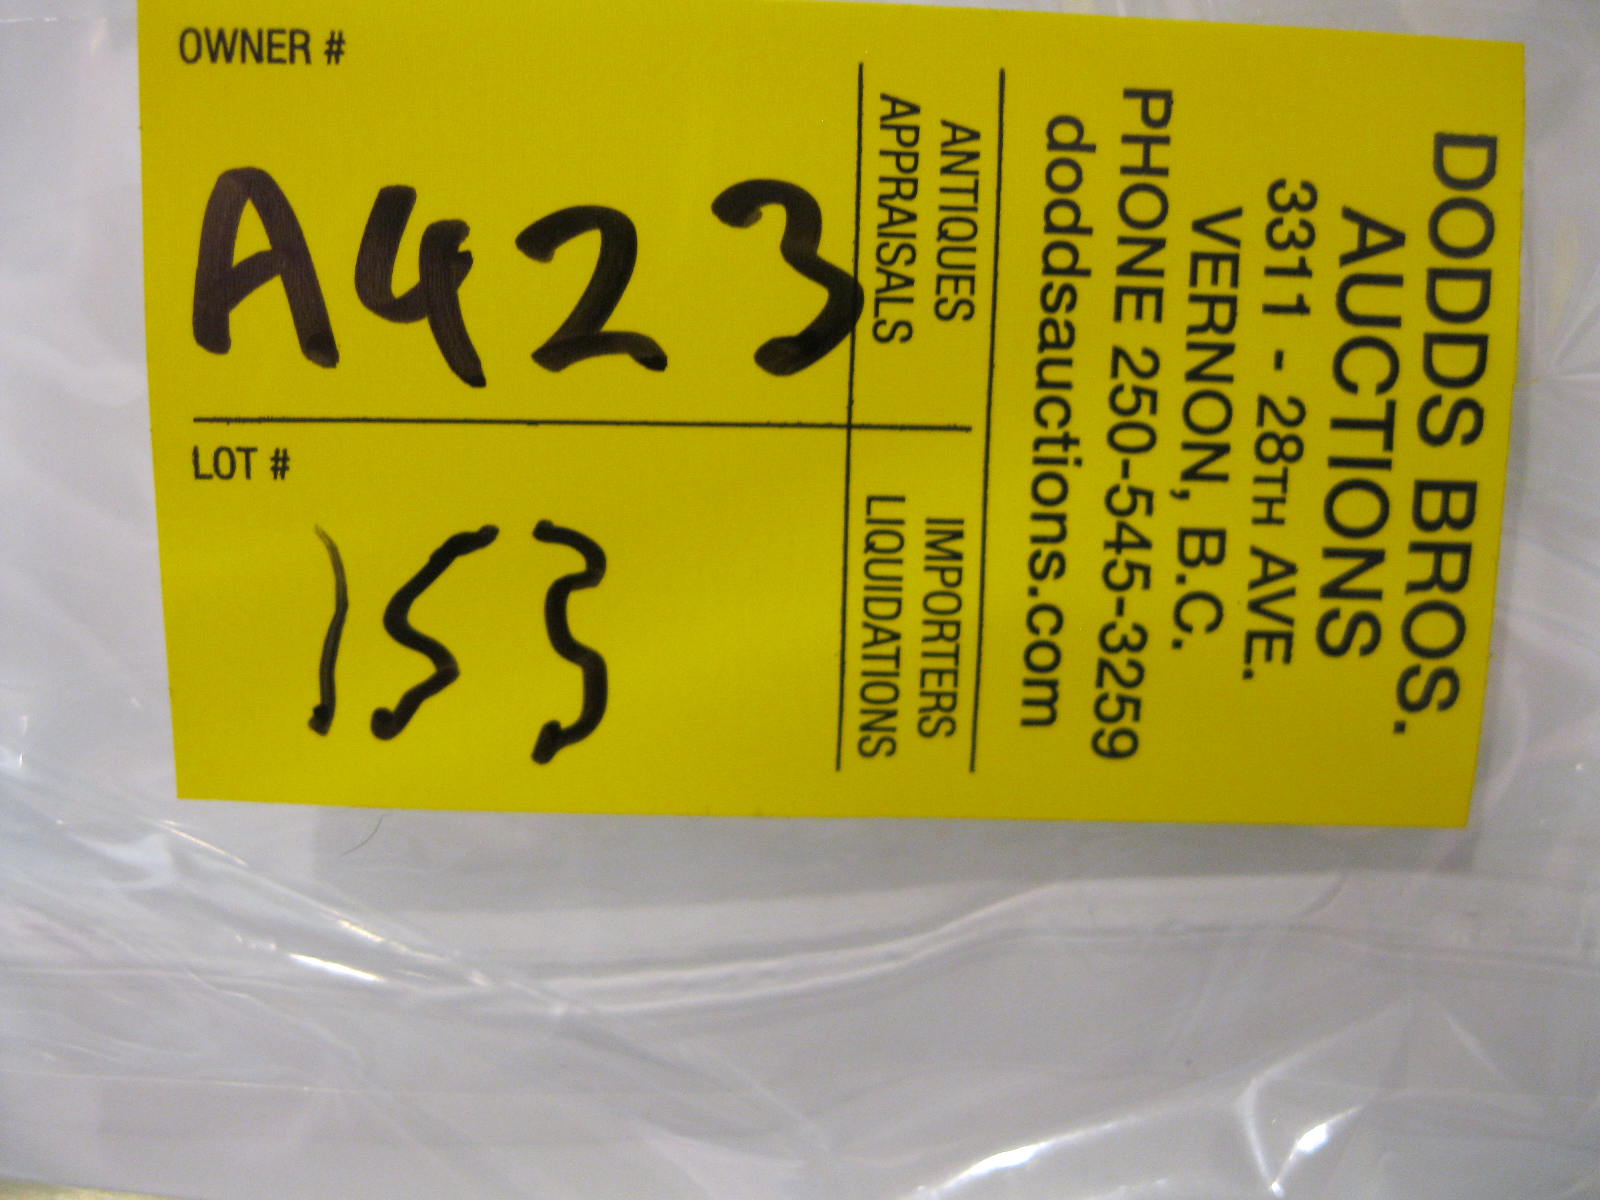 DODDS BROS.
AUCTIONS
3311 - 28TH AVE.
VERNON, B.C.
PHONE 250-545-3259
doddsauctions.com
ANTIQUES
APPRAISALS
IMPORTERS
LIQUIDATIONS
OWNER #
A423
LOT #
153